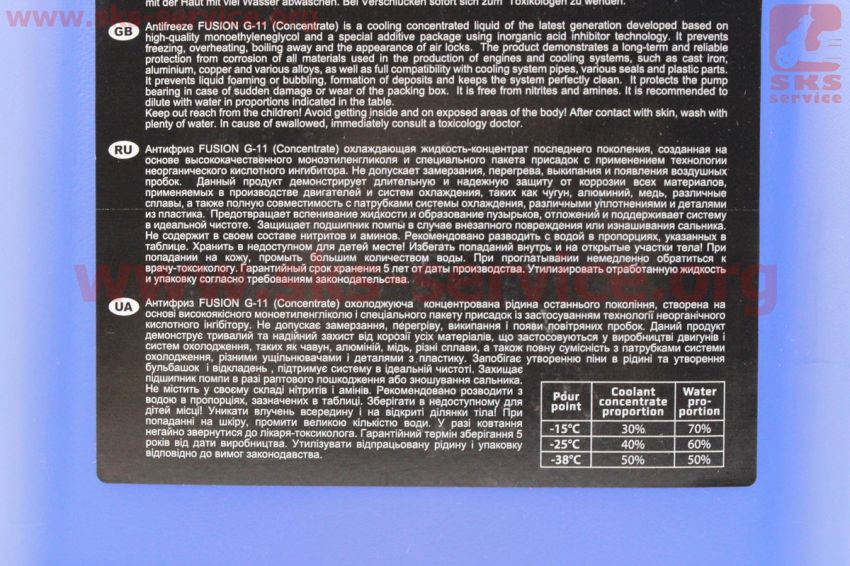 mit der Haut mit viel Wasser abwaschen. Bei Verschlucken sofort sich zum Toxikologen zu wenden.
GB
Antifreeze FUSION G-11 (Concentrate) is a cooling concentrated liquid of the latest generation developed based on
high-quality monoethyleneglycol and a special additive package using inorganic acid inhibitor technology. It prevents
freezing, overheating, boiling away and the appearance of air locks. The product demonstrates a long-term and reliable
protection from corrosion of all materials used in the production of engines and cooling systems, such as cast iron,
aluminium, copper and various alloys, as well as full compatibility with cooling system pipes, various seals and plastic parts.
It prevents liquid foaming or bubbling, formation of deposits and keeps the system perfectly clean. It protects the pump
bearing in case of sudden damage or wear of the packing box. It is free from nitrites and amines. It is recommended to
dilute with water in proportions indicated in the table.
Keep out reach from the children! Avoid getting inside and on exposed areas of the body! After contact with skin, wash with
plenty of water. In cause of swallowed, immediately consult a toxicology doctor.
RU
Антифриз FUSION G-11 (Concentrate) охлаждающая жидкость-концентрат последнего поколения, созданная на
основе высококачественного моноэтиленгликоля и специального пакета присадок с применением технологии
неорганического кислотного ингибитора. Не допускает замерзания, перегрева, выкипания и появления воздушных
пробок. Данный продукт демонстрирует длительную и надежную защиту от коррозии всех материалов,
применяемых в производстве двигателей и систем охлаждения, таких как чугун, алюминий, медь, различные
сплавы, а также полную совместимость с патрубками системы охлаждения, различными уплотнениями и деталями
из пластика. Предотвращает вспенивание жидкости и образование пузырьков, отложений и поддерживает систему
в идеальной чистоте. Защищает подшипник помпы в случае внезапного повреждения или изнашивания сальника.
Не содержит в своем составе нитритов и аминов. Рекомендовано разводить с водой в пропорциях, указанных в
таблице. Хранить в недоступном для детей месте! Избегать попаданий внутрь и на открытые участки тела! При
попадании на кожу, промыть большим количеством воды. При проглатывании немедленно обратиться к
врачу-токсикологу. Гарантийный срок хранения 5 лет от даты производства. Утилизировать отработанную жидкость
и упаковку согласно требованиям законодательства.
UA
Антифриз FUSION G-11 (Concentrate) охолоджуюча концентрована рідина останнього покоління, створена на
основі високоякісного моноетиленгліколю і спеціального пакету присадок із застосуванням технології неорганічного
кислотного інгібітору. Не допускає замерзання, перегріву, википання і появи повітряних пробок. Даний продукт
демонструє тривалий та надійний захист від корозії усіх матеріалів, що застосовуються у виробництві двигунів і
систем охолодження, таких як чавун, алюміній, мідь, різні сплави, а також повну сумісність з патрубками системи
охолодження, різними ущільнювачами і деталями з пластику. Запобігає утворенню піни в рідині та утворення
бульбашок і відкладень , підтримує систему в ідеальній чистоті. Захищає
підшипник помпи в разі раптового пошкодження або зношування сальника.
Не містить у своєму складі нітритів і амінів. Рекомендовано розводити з
водою в пропорціях, зазначених в таблиці. Зберігати в недоступному для
дітей місці! Уникати влучень всередину і на відкриті ділянки тіла! При
попаданні на шкіру, промити великою кількістю води. У разі ковтання
негайно звернутися до лікаря-токсиколога. Гарантійний термін зберігання 5
років від дати виробництва. Утилізувати відпрацьовану рідину і упаковку
відповідно до вимог законодавства.
Pour point Coolant concentrate proportion Water pro-portion
-15°C 30% 70%
-25°C 40% 60%
-38°C 50% 50%
www.sks-service.org
SKS
service
www.sks-service.org
www.sks-service.org